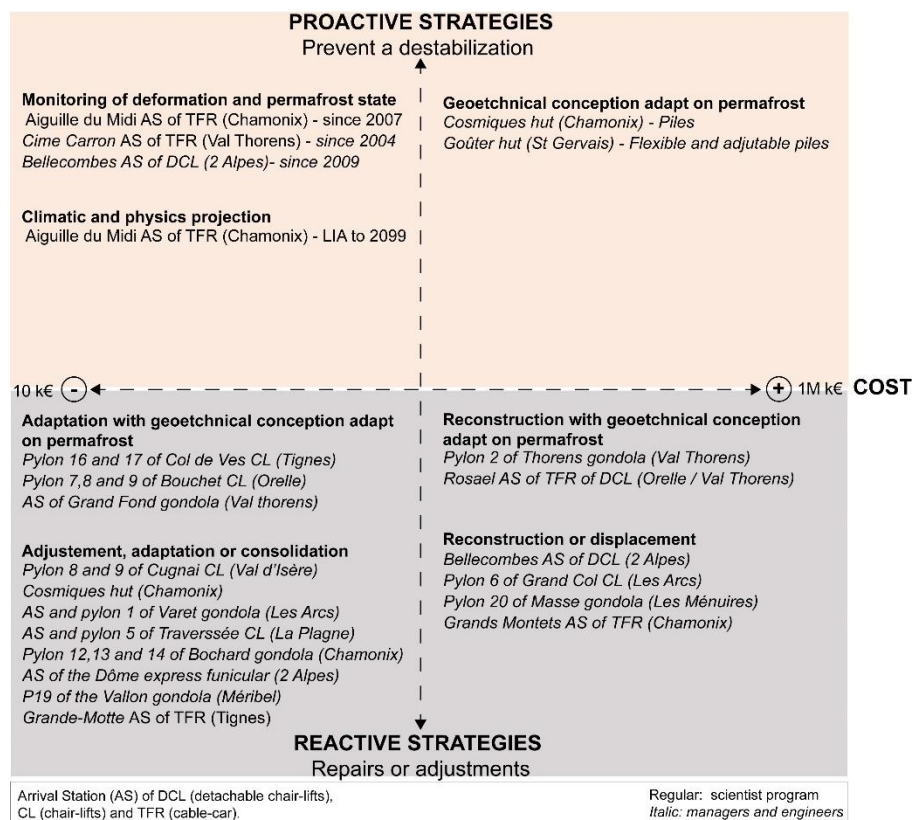 PROACTIVE STRATEGIES
Prevent a destabilization
Monitoring of deformation and permafrost state
Aiguille du Midi AS of TFR (Chamonix) - since 2007
Cime Carron AS of TFR (Val Thorens) - since 2004
Bellecombes AS of DCL (2 Alpes)- since 2009
Climatic and physics projection
Aiguille du Midi AS of TFR (Chamonix) - LIA to 2099
Geoetchnical conception adapt on permafrost
Cosmiques hut (Chamonix) - Piles
Goûter hut (St Gervais) - Flexible and adjutable piles
10 k€ - + 1M k€ COST
Adaptation with geoetchnical conception adapt
on permafrost
Pylon 16 and 17 of Col de Ves CL (Tignes)
Pylon 7,8 and 9 of Bouchet CL (Orelle)
AS of Grand Fond gondola (Val thorens)
Adjustement, adaptation or consolidation
Pylon 8 and 9 of Cugnai CL (Val d'Isère)
Cosmiques hut (Chamonix)
AS and pylon 1 of Varet gondola (Les Arcs)
AS and pylon 5 of Traverssée CL (La Plagne)
Pylon 12,13 and 14 of Bochard gondola (Chamonix)
AS of the Dôme express funicular (2 Alpes)
P19 of the Vallon gondola (Méribel)
Grande-Motte AS of TFR (Tignes)
Reconstruction with geoetchnical conception
adapt on permafrost
Pylon 2 of Thorens gondola (Val Thorens)
Rosael AS of TFR of DCL (Orelle / Val Thorens)
Reconstruction or displacement
Bellecombes AS of DCL (2 Alpes)
Pylon 6 of Grand Col CL (Les Arcs)
Pylon 20 of Masse gondola (Les Ménuires)
Grands Montets AS of TFR (Chamonix)
REACTIVE STRATEGIES
Repairs or adjustments
Arrival Station (AS) of DCL (detachable chair-lifts),
CL (chair-lifts) and TFR (cable-car).
Regular: scientist program
Italic: managers and engineers